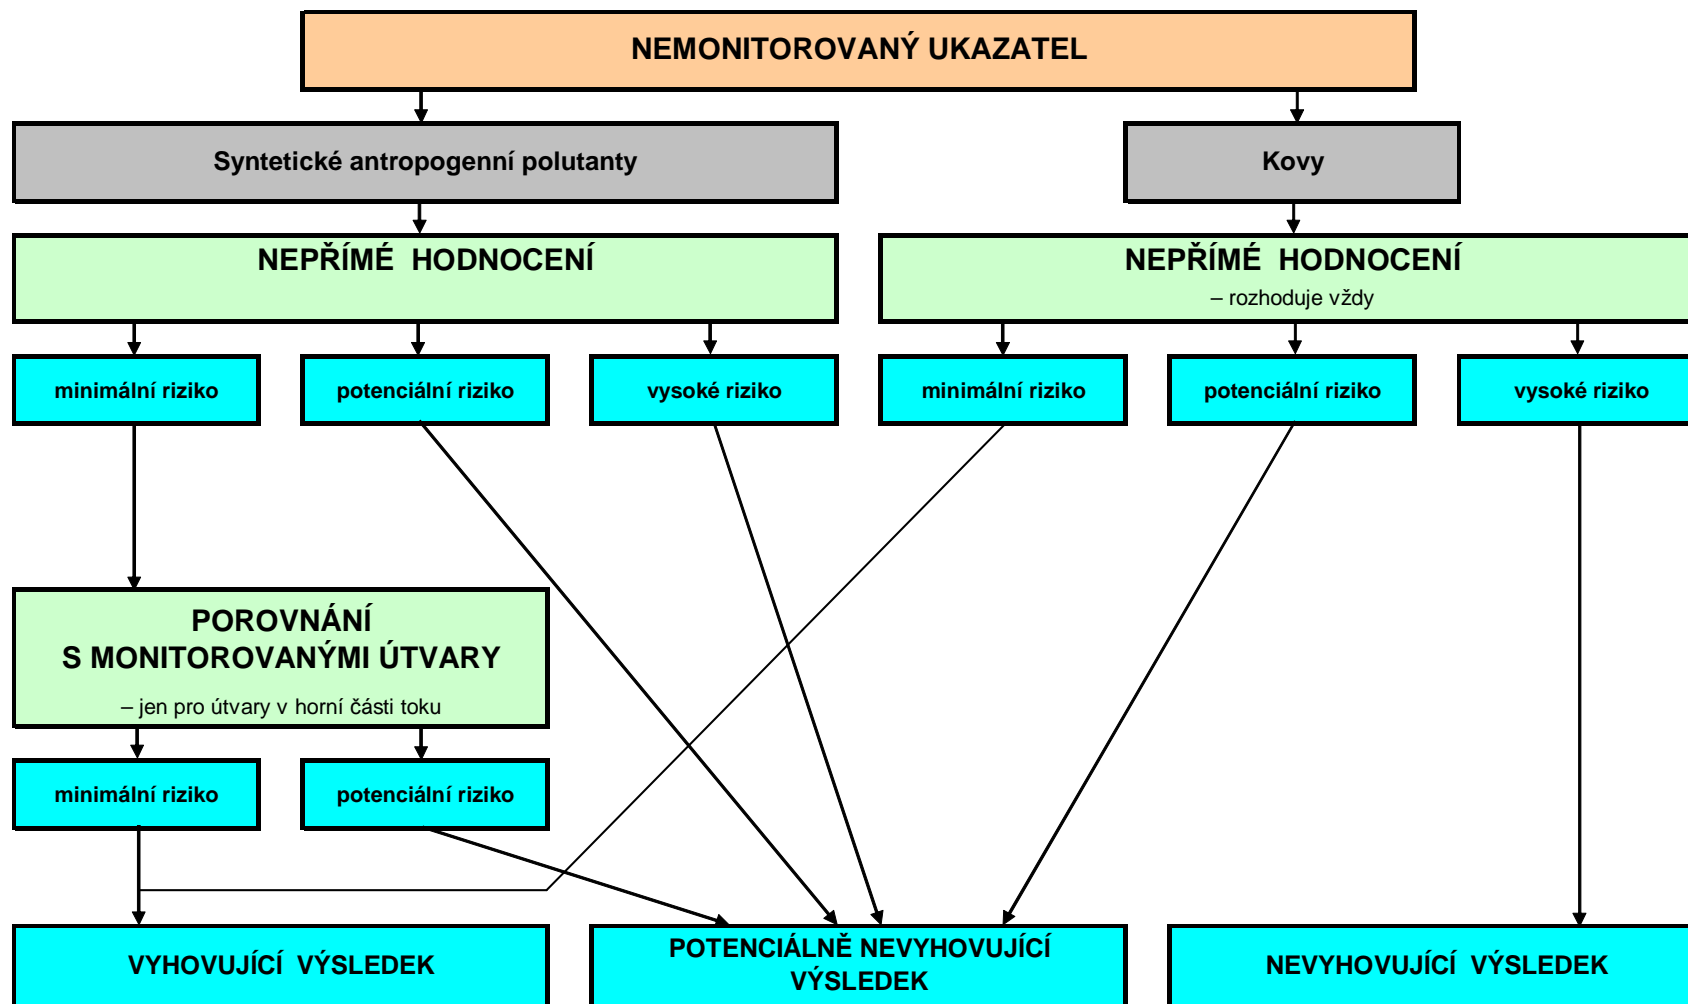 NEMONITOROVANÝ UKAZATEL
Syntetické antropogenní polutanty
Kovy
NEPŘÍMÉ HODNOCENÍ
NEPŘÍMÉ HODNOCENÍ
– rozhoduje vždy
minimální riziko
potenciální riziko
vysoké riziko
minimální riziko
potenciální riziko
vysoké riziko
POROVNÁNÍ
S MONITOROVANÝMI ÚTVARY
– jen pro útvary v horní části toku
minimální riziko
potenciální riziko
VYHOVUJÍCÍ VÝSLEDEK
POTENCIÁLNĚ NEVYHOVUJÍCÍ
VÝSLEDEK
NEVYHOVUJÍCÍ VÝSLEDEK